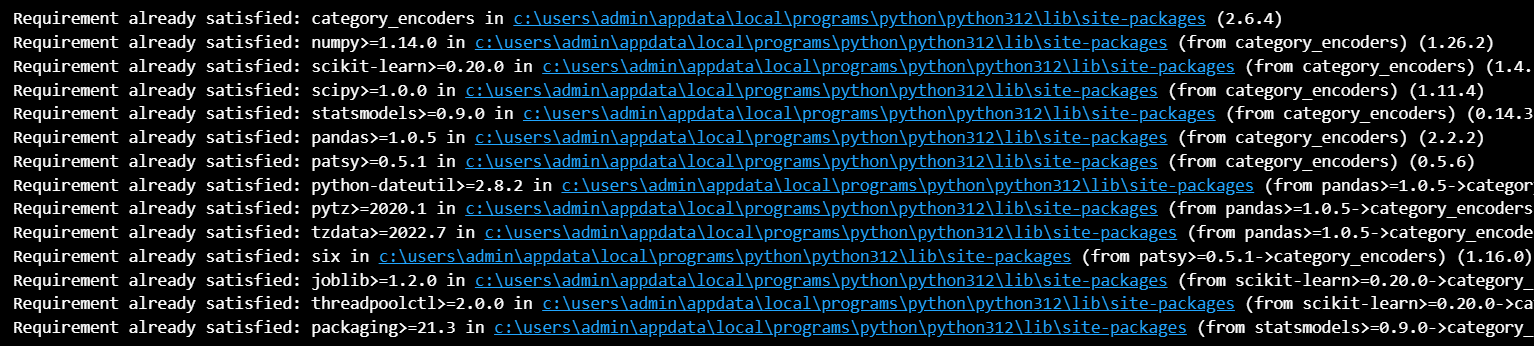 Requirement already satisfied: category_encoders in c:\users\admin\appdata\local\programs\python\python312\lib\site-packages (2.6.4)
Requirement already satisfied: numpy>=1.14.0 in c:\users\admin\appdata\local\programs\python\python312\lib\site-packages (from category_encoders) (1.26.2)
Requirement already satisfied: scikit-learn>=0.20.0 in c:\users\admin\appdata\local\programs\python\python312\lib\site-packages (from category_encoders) (1.4.
Requirement already satisfied: scipy>=1.0.0 in c:\users\admin\appdata\local\programs\python\python312\lib\site-packages (from category_encoders) (1.11.4)
Requirement already satisfied: statsmodels>=0.9.0 in c:\users\admin\appdata\local\programs\python\python312\lib\site-packages (from category_encoders) (0.14.3
Requirement already satisfied: pandas>=1.0.5 in c:\users\admin\appdata\local\programs\python\python312\lib\site-packages (from category_encoders) (2.2.2)
Requirement already satisfied: patsy>=0.5.1 in c:\users\admin\appdata\local\programs\python\python312\lib\site-packages (from category_encoders) (0.5.6)
Requirement already satisfied: python-dateutil>=2.8.2 in c:\users\admin\appdata\local\programs\python\python312\lib\site-packages (from pandas>=1.0.5->category
Requirement already satisfied: pytz>=2020.1 in c:\users\admin\appdata\local\programs\python\python312\lib\site-packages (from pandas>=1.0.5->category_encoders
Requirement already satisfied: tzdata>=2022.7 in c:\users\admin\appdata\local\programs\python\python312\lib\site-packages (from pandas>=1.0.5->category_encode
Requirement already satisfied: six in c:\users\admin\appdata\local\programs\python\python312\lib\site-packages (from patsy>=0.5.1->category_encoders) (1.16.0)
Requirement already satisfied: joblib>=1.2.0 in c:\users\admin\appdata\local\programs\python\python312\lib\site-packages (from scikit-learn>=0.20.0->category_
Requirement already satisfied: threadpoolctl>=2.0.0 in c:\users\admin\appdata\local\programs\python\python312\lib\site-packages (from scikit-learn>=0.20.0->ca
Requirement already satisfied: packaging>=21.3 in c:\users\admin\appdata\local\programs\python\python312\lib\site-packages (from statsmodels>=0.9.0->category_